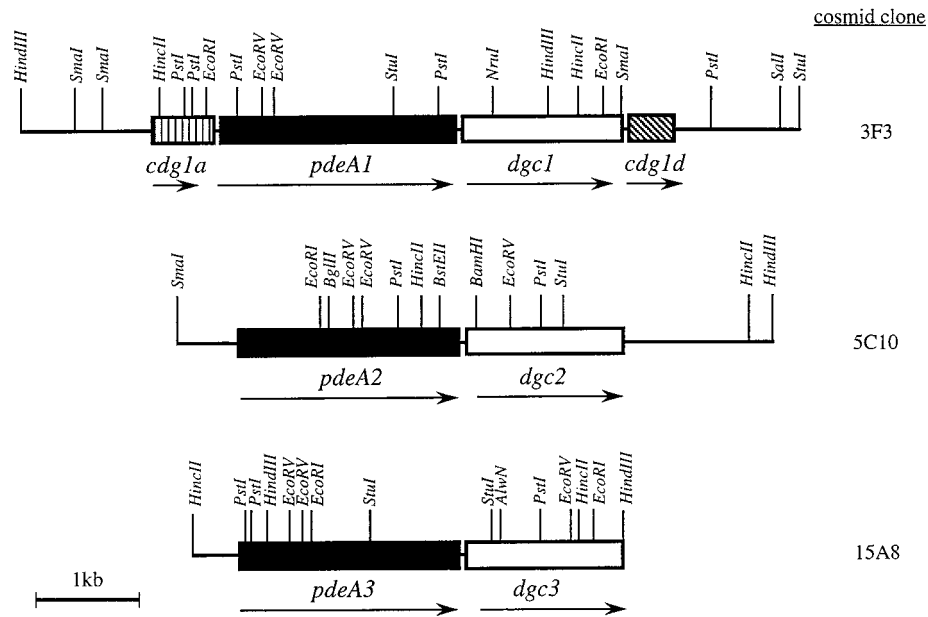 cosmid clone
HindIII SmaI SmaI HincII PstI PstI EcoRI PstI EcoRV EcoRV StuI PstI NruI HindIII HincII EcoRI SmaI PstI SalI StuI
3F3
cdg1a pdeA1 dgc1 cdg1d
SmaI EcoRI BglII EcoRV EcoRV PstI HincII BstEII BamHI EcoRV PstI StuI HincII HindIII
5C10
pdeA2 dgc2
HincII PstI PstI HindIII EcoRV EcoRV EcoRI StuI StuI AlwN PstI EcoRV HincII EcoRI HindIII
15A8
1kb
pdeA3 dgc3